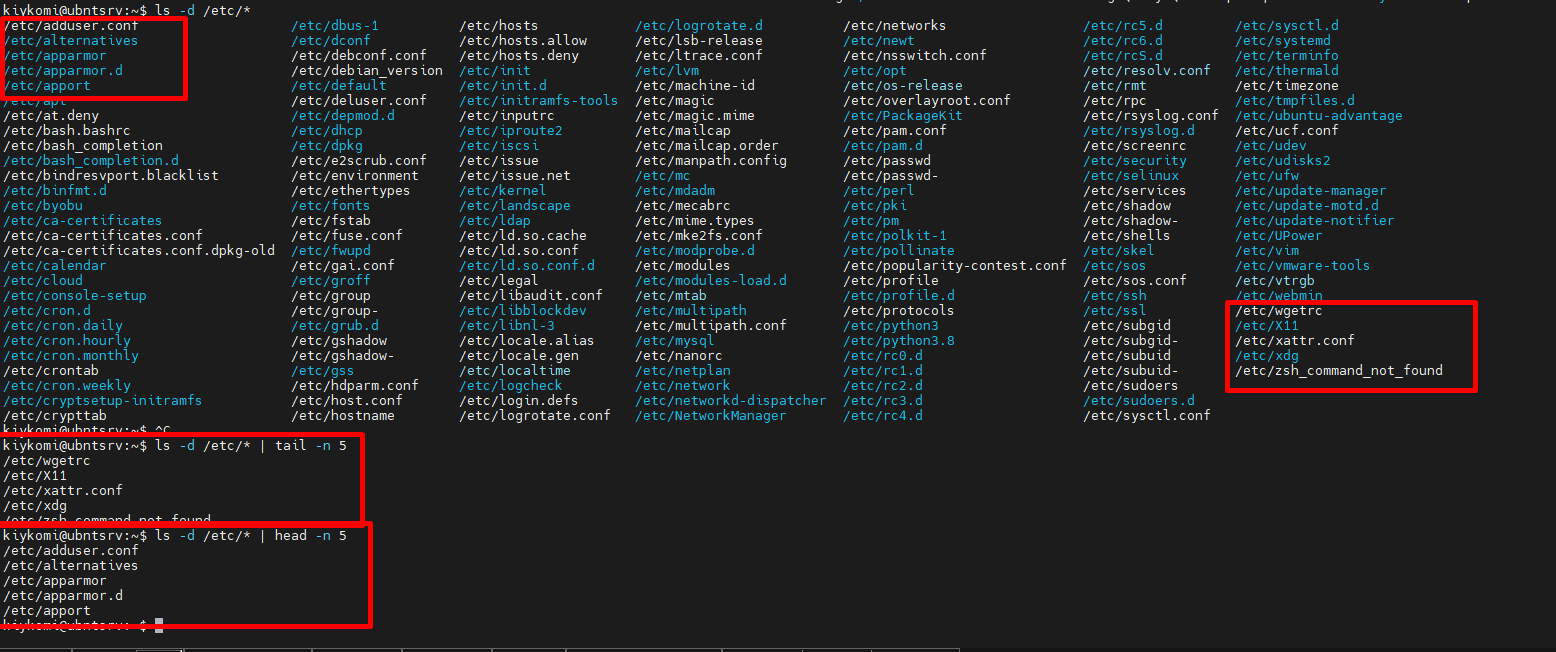 kiykomi@ubntsrv:~$ ls -d /etc/*
/etc/adduser.conf /etc/dbus-1 /etc/hosts /etc/logrotate.d /etc/networks /etc/rc5.d /etc/sysctl.d
/etc/alternatives /etc/dconf /etc/hosts.allow /etc/lsb-release /etc/newt /etc/rc6.d /etc/systemd
/etc/apparmor /etc/debconf.conf /etc/hosts.deny /etc/ltrace.conf /etc/nsswitch.conf /etc/rcS.d /etc/terminfo
/etc/apparmor.d /etc/debian_version /etc/init /etc/lvm /etc/opt /etc/resolv.conf /etc/thermald
/etc/apport /etc/default /etc/init.d /etc/machine-id /etc/os-release /etc/rmt /etc/timezone
/etc/apt /etc/deluser.conf /etc/initramfs-tools /etc/magic /etc/overlayroot.conf /etc/rpc /etc/tmpfiles.d
/etc/at.deny /etc/depmod.d /etc/inputrc /etc/magic.mime /etc/PackageKit /etc/rsyslog.conf /etc/ubuntu-advantage
/etc/bash.bashrc /etc/dhcp /etc/iproute2 /etc/mailcap /etc/pam.conf /etc/rsyslog.d /etc/ucf.conf
/etc/bash_completion /etc/dpkg /etc/iscsi /etc/mailcap.order /etc/pam.d /etc/screenrc /etc/udev
/etc/bash_completion.d /etc/e2scrub.conf /etc/issue /etc/manpath.config /etc/passwd /etc/security /etc/udisks2
/etc/bindresvport.blacklist /etc/environment /etc/issue.net /etc/mc /etc/passwd- /etc/selinux /etc/ufw
/etc/binfmt.d /etc/ethertypes /etc/kernel /etc/mdadm /etc/perl /etc/services /etc/update-manager
/etc/byobu /etc/fonts /etc/landscape /etc/mecabrc /etc/pki /etc/shadow /etc/update-motd.d
/etc/ca-certificates /etc/fstab /etc/ldap /etc/mime.types /etc/pm /etc/shadow- /etc/update-notifier
/etc/ca-certificates.conf /etc/fuse.conf /etc/ld.so.cache /etc/mke2fs.conf /etc/polkit-1 /etc/shells /etc/UPower
/etc/ca-certificates.conf.dpkg-old /etc/fwupd /etc/ld.so.conf /etc/modprobe.d /etc/pollinate /etc/skel /etc/vim
/etc/calendar /etc/gai.conf /etc/ld.so.conf.d /etc/modules /etc/popularity-contest.conf /etc/sos /etc/vmware-tools
/etc/cloud /etc/groff /etc/legal /etc/modules-load.d /etc/profile /etc/sos.conf /etc/vtrgb
/etc/console-setup /etc/group /etc/libaudit.conf /etc/mtab /etc/profile.d /etc/ssh /etc/webmin
/etc/cron.d /etc/group- /etc/libblockdev /etc/multipath /etc/protocols /etc/ssl /etc/wgetrc
/etc/cron.daily /etc/grub.d /etc/libnl-3 /etc/multipath.conf /etc/python3 /etc/subgid /etc/X11
/etc/cron.hourly /etc/gshadow /etc/locale.alias /etc/mysql /etc/python3.8 /etc/subgid- /etc/xattr.conf
/etc/cron.monthly /etc/gshadow- /etc/locale.gen /etc/nanorc /etc/rc0.d /etc/subuid /etc/xdg
/etc/crontab /etc/gss /etc/localtime /etc/netplan /etc/rc1.d /etc/subuid- /etc/zsh_command_not_found
/etc/cron.weekly /etc/hdparm.conf /etc/logcheck /etc/network /etc/rc2.d /etc/sudoers
/etc/cryptsetup-initramfs /etc/host.conf /etc/login.defs /etc/networkd-dispatcher /etc/rc3.d /etc/sudoers.d
/etc/crypttab /etc/hostname /etc/logrotate.conf /etc/NetworkManager /etc/rc4.d /etc/sysctl.conf
kiykomi@ubntsrv:~$ ^C
kiykomi@ubntsrv:~$ ls -d /etc/* | tail -n 5
/etc/wgetrc
/etc/X11
/etc/xattr.conf
/etc/xdg
/etc/zsh_command_not_found
kiykomi@ubntsrv:~$ ls -d /etc/* | head -n 5
/etc/adduser.conf
/etc/alternatives
/etc/apparmor
/etc/apparmor.d
/etc/apport
kiykomi@ubntsrv:~$